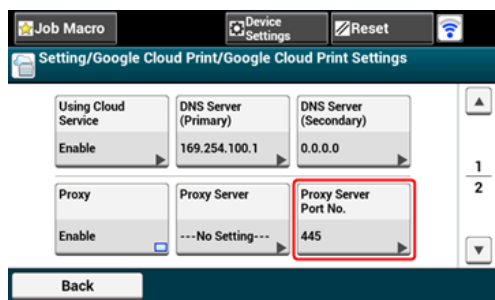 Job Macro
Device
Settings
Reset
Setting/Google Cloud Print/Google Cloud Print Settings
Using Cloud
Service
Enable
DNS Server
(Primary)
169.254.100.1
DNS Server
(Secondary)
0.0.0.0
1
2
Proxy
Enable
Proxy Server
---No Setting---
Proxy Server
Port No.
445
Back